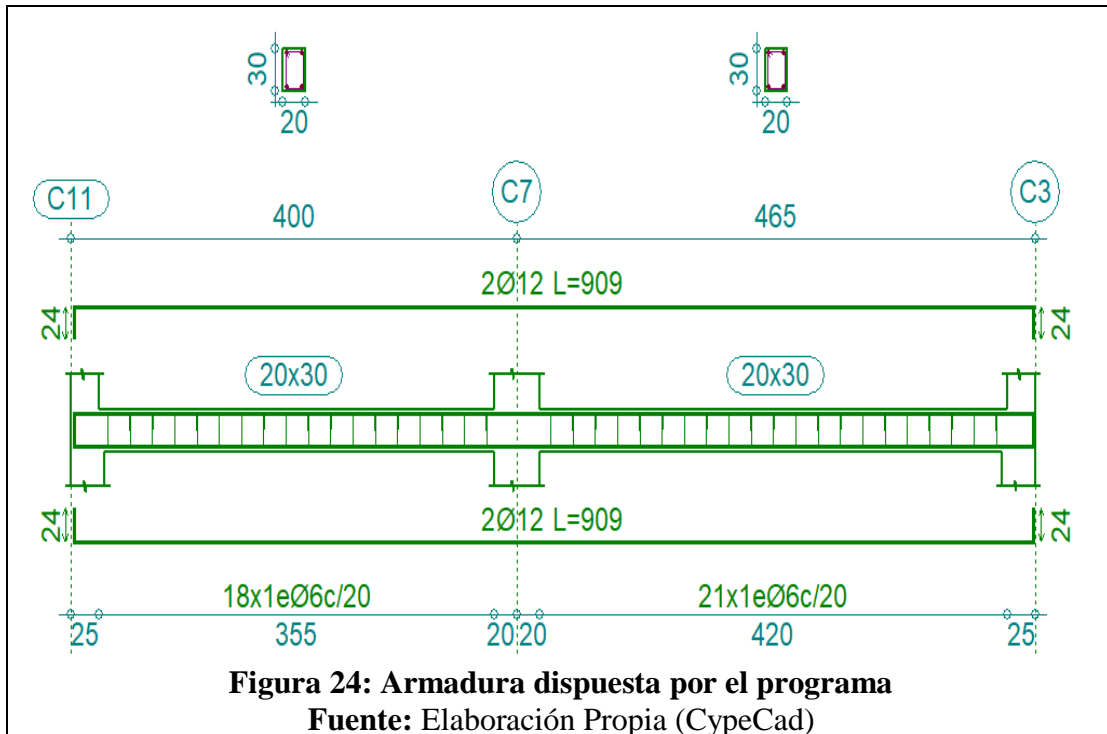 30 30
20 20
C11 C7 C3
400 465
2Ø12 L=909
24 24
20x30 20x30
2Ø12 L=909
24 24
18x1eØ6c/20 21x1eØ6c/20
25 355 20 20 420 25
Figura 24: Armadura dispuesta por el programa
Fuente: Elaboración Propia (CypeCad)